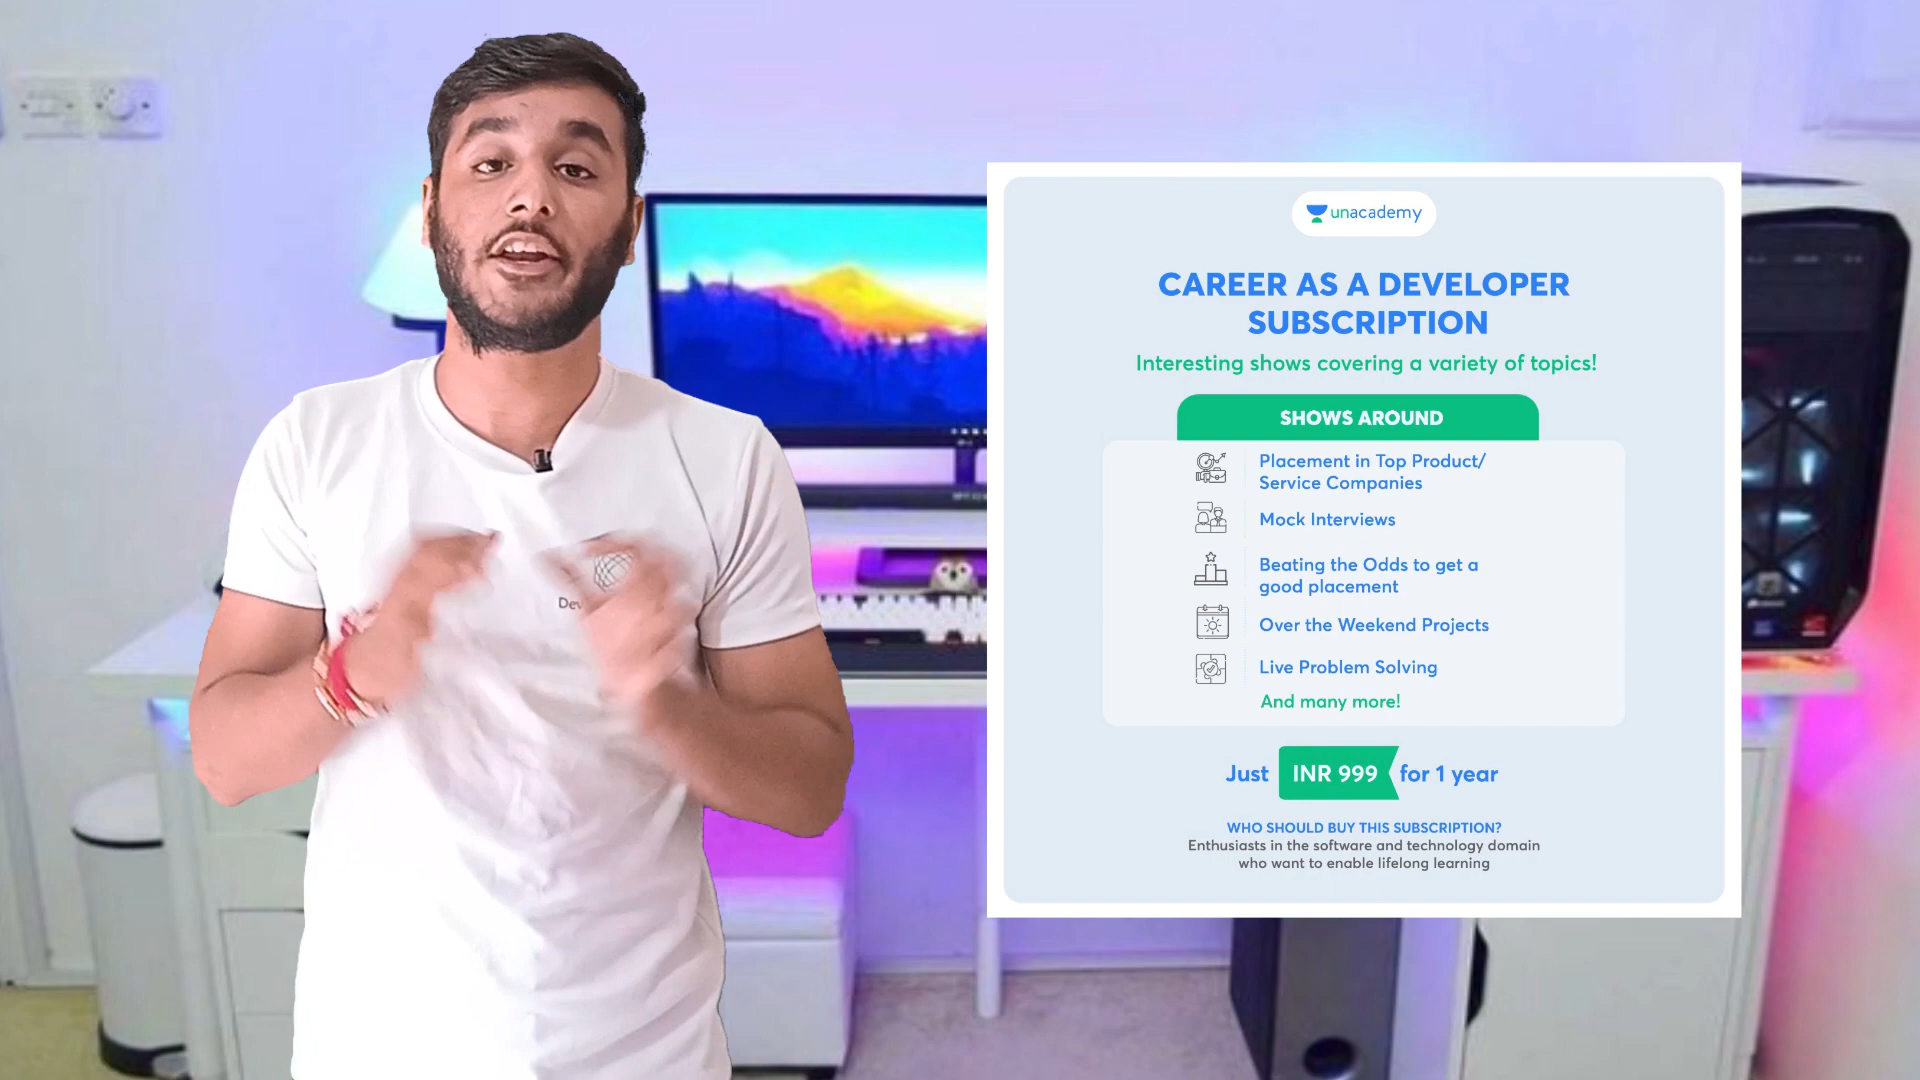 unacademy
CAREER AS A DEVELOPER
SUBSCRIPTION
Interesting shows covering a variety of topics!
SHOWS AROUND
Placement in Top Product/
Service Companies
Mock Interviews
Beating the Odds to get a
good placement
Over the Weekend Projects
Live Problem Solving
And many more!
Just INR 999 for 1 year
WHO SHOULD BUY THIS SUBSCRIPTION?
Enthusiasts in the software and technology domain
who want to enable lifelong learning